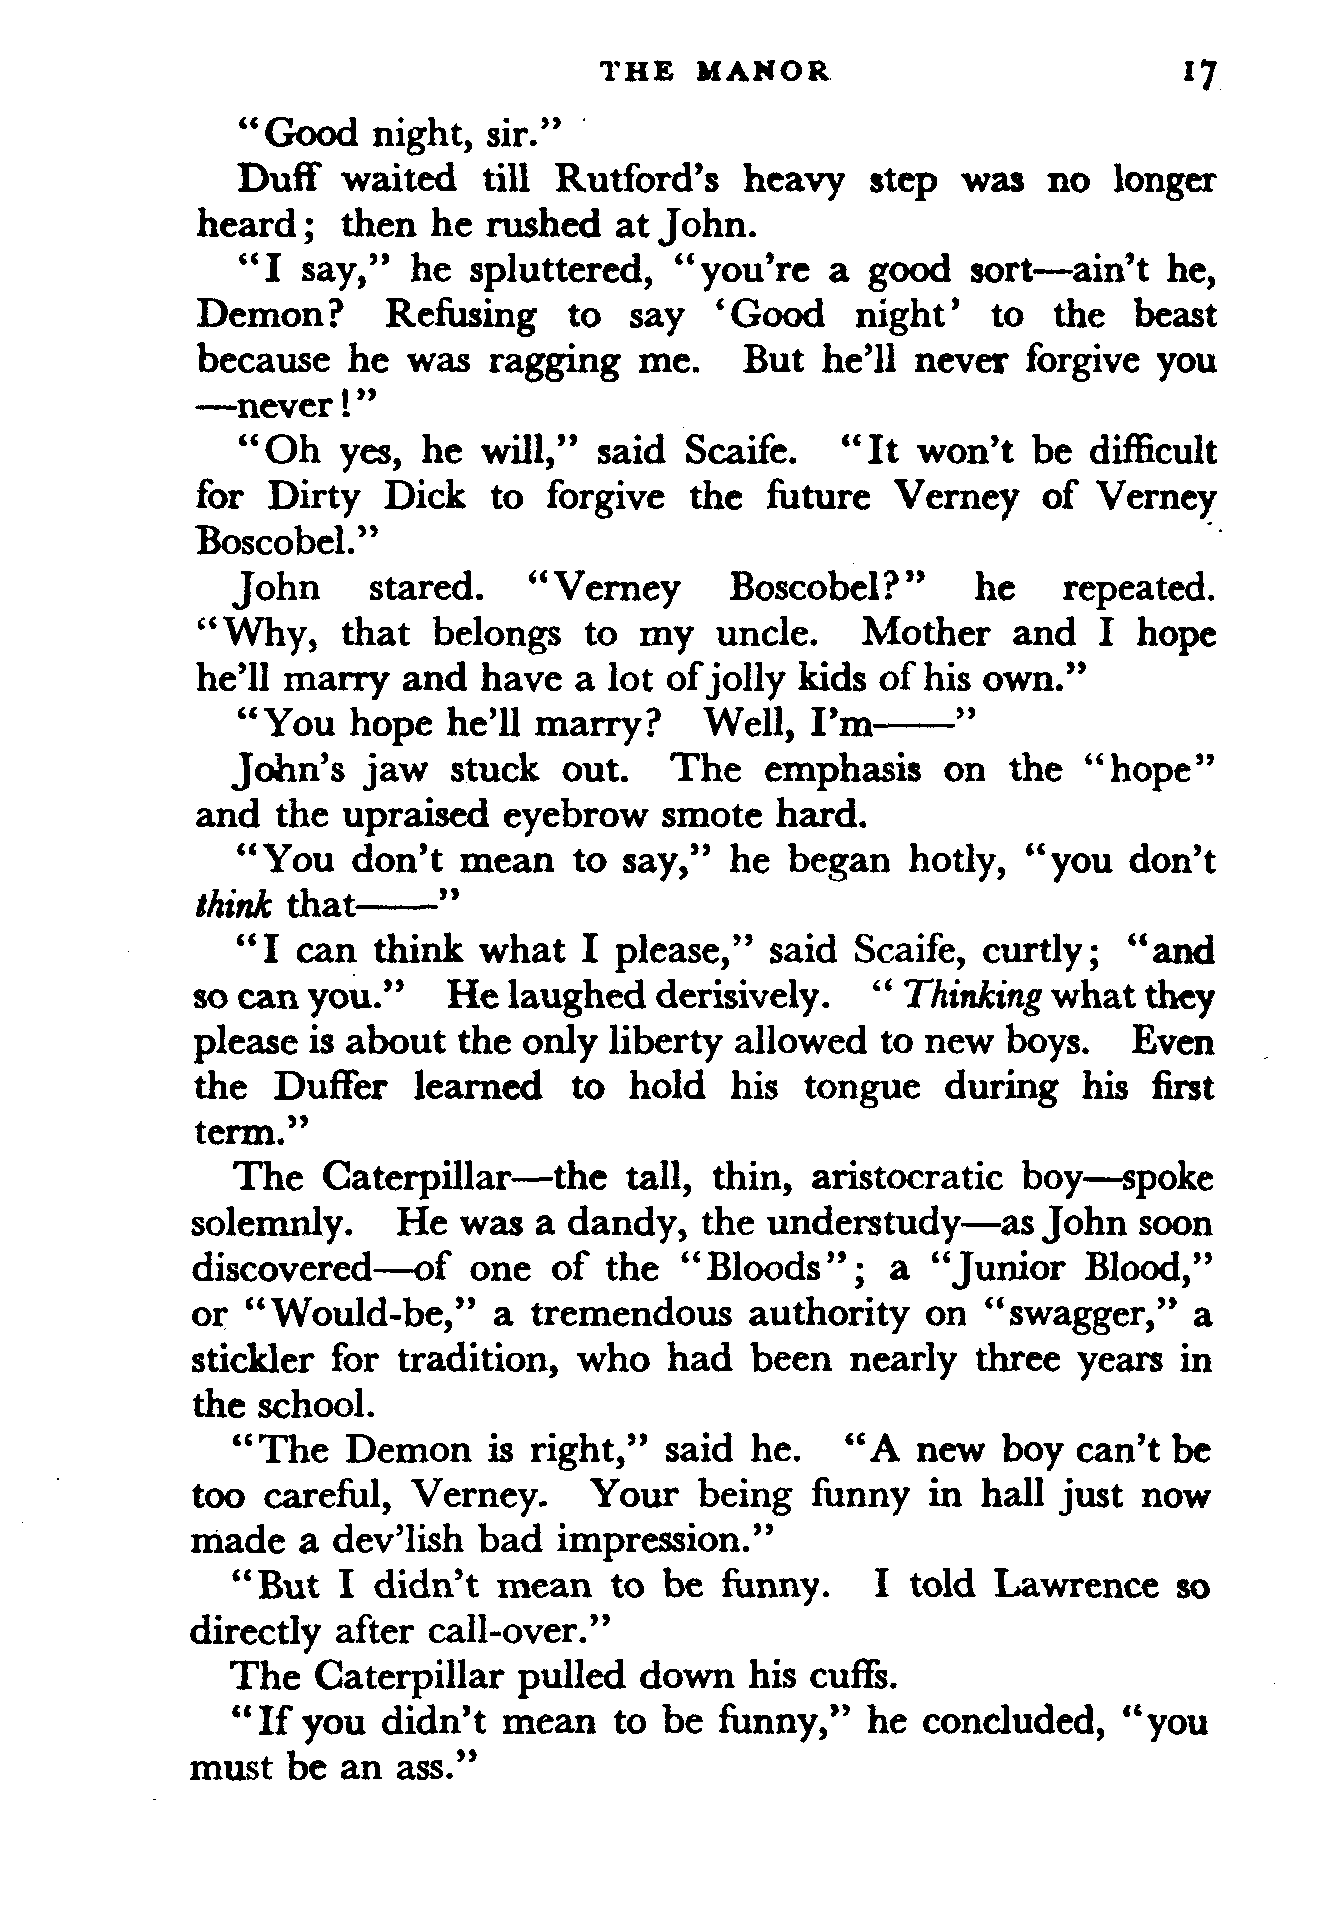 THE MANOR 17
“Good night, sir.”
Duff waited till Rutford’s heavy step was no longer
heard; then he rushed at John.
“I say,” he spluttered, “you’re a good sort—ain’t he,
Demon? Refusing to say ‘Good night’ to the beast
because he was ragging me. But he’ll never forgive you
—never!”
“Oh yes, he will,” said Scaife. “It won’t be difficult
for Dirty Dick to forgive the future Verney of Verney
Boscobel.”
John stared. “Verney Boscobel?” he repeated.
“Why, that belongs to my uncle. Mother and I hope
he’ll marry and have a lot of jolly kids of his own.”
“You hope he’ll marry? Well, I’m——”
John’s jaw stuck out. The emphasis on the “hope”
and the upraised eyebrow smote hard.
“You don’t mean to say,” he began hotly, “you don’t
think that——”
“I can think what I please,” said Scaife, curtly; “and
so can you.” He laughed derisively. “Thinking what they
please is about the only liberty allowed to new boys. Even
the Duffer learned to hold his tongue during his first
term.”
The Caterpillar—the tall, thin, aristocratic boy—spoke
solemnly. He was a dandy, the understudy—as John soon
discovered—of one of the “Bloods”; a “Junior Blood,”
or “Would-be,” a tremendous authority on “swagger,” a
stickler for tradition, who had been nearly three years in
the school.
“The Demon is right,” said he. “A new boy can’t be
too careful, Verney. Your being funny in hall just now
made a dev’lish bad impression.”
“But I didn’t mean to be funny. I told Lawrence so
directly after call-over.”
The Caterpillar pulled down his cuffs.
“If you didn’t mean to be funny,” he concluded, “you
must be an ass.”